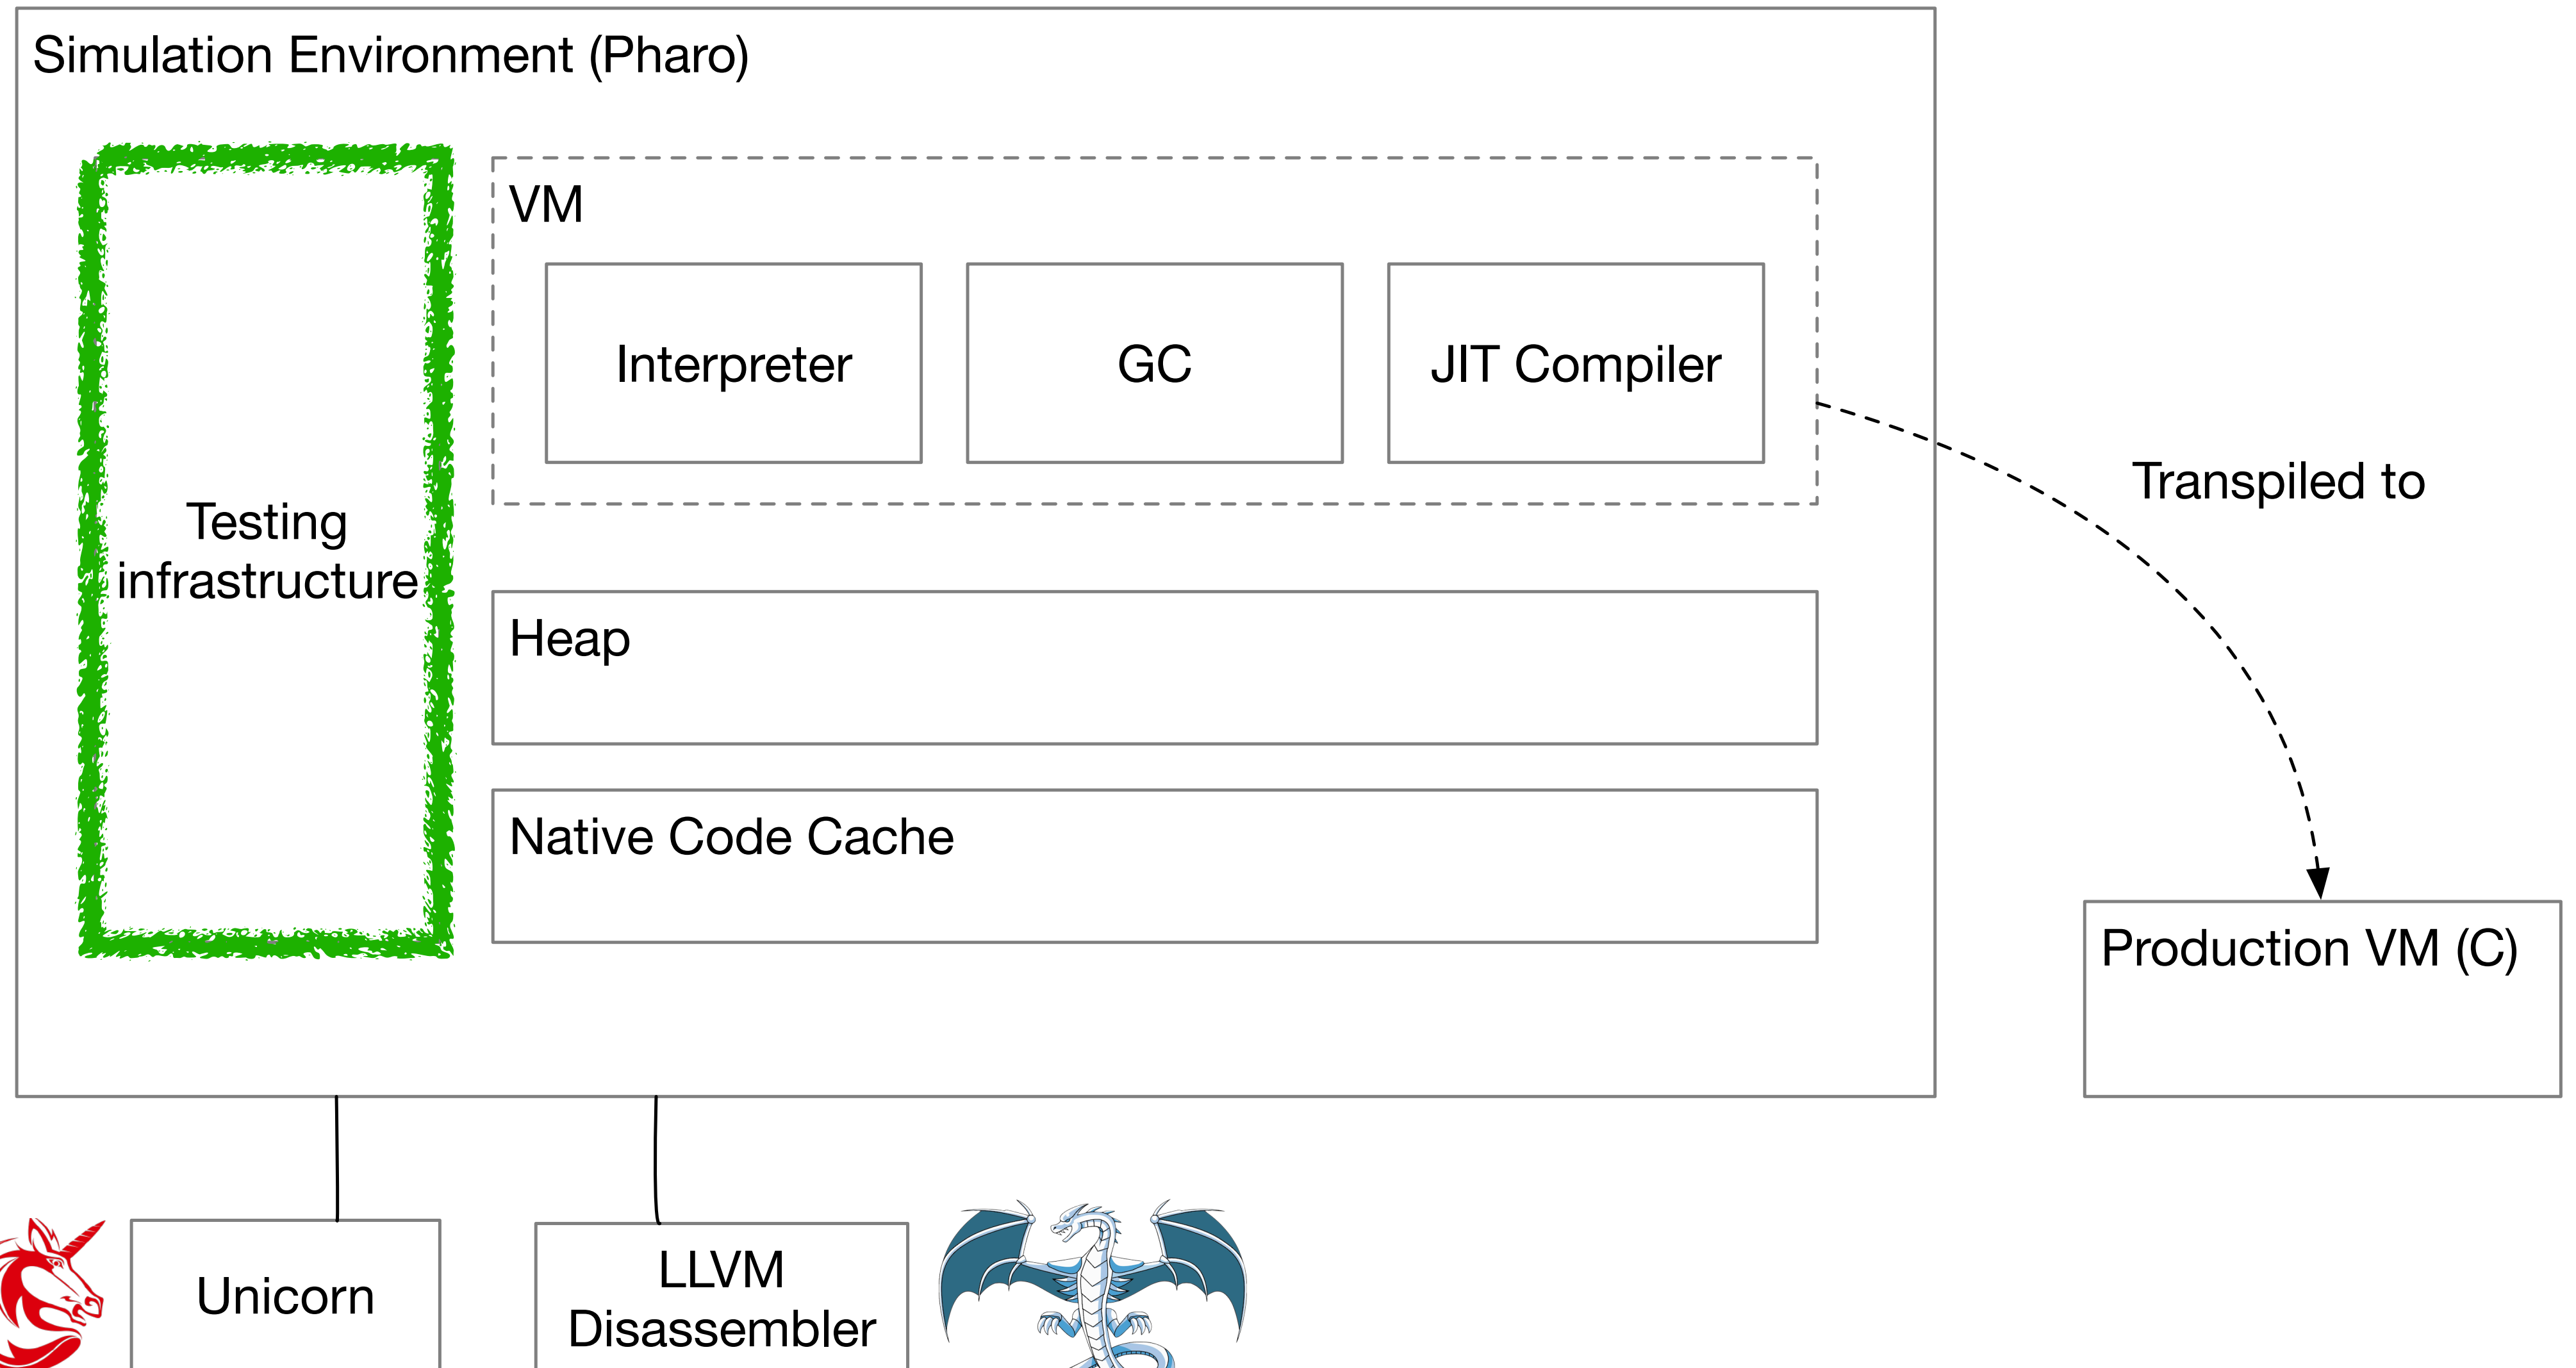 Simulation Environment (Pharo)
VM
Interpreter
GC
JIT Compiler
Testing
infrastructure
Transpiled to
Heap
Native Code Cache
Production VM (C)
Unicorn
LLVM
Disassembler